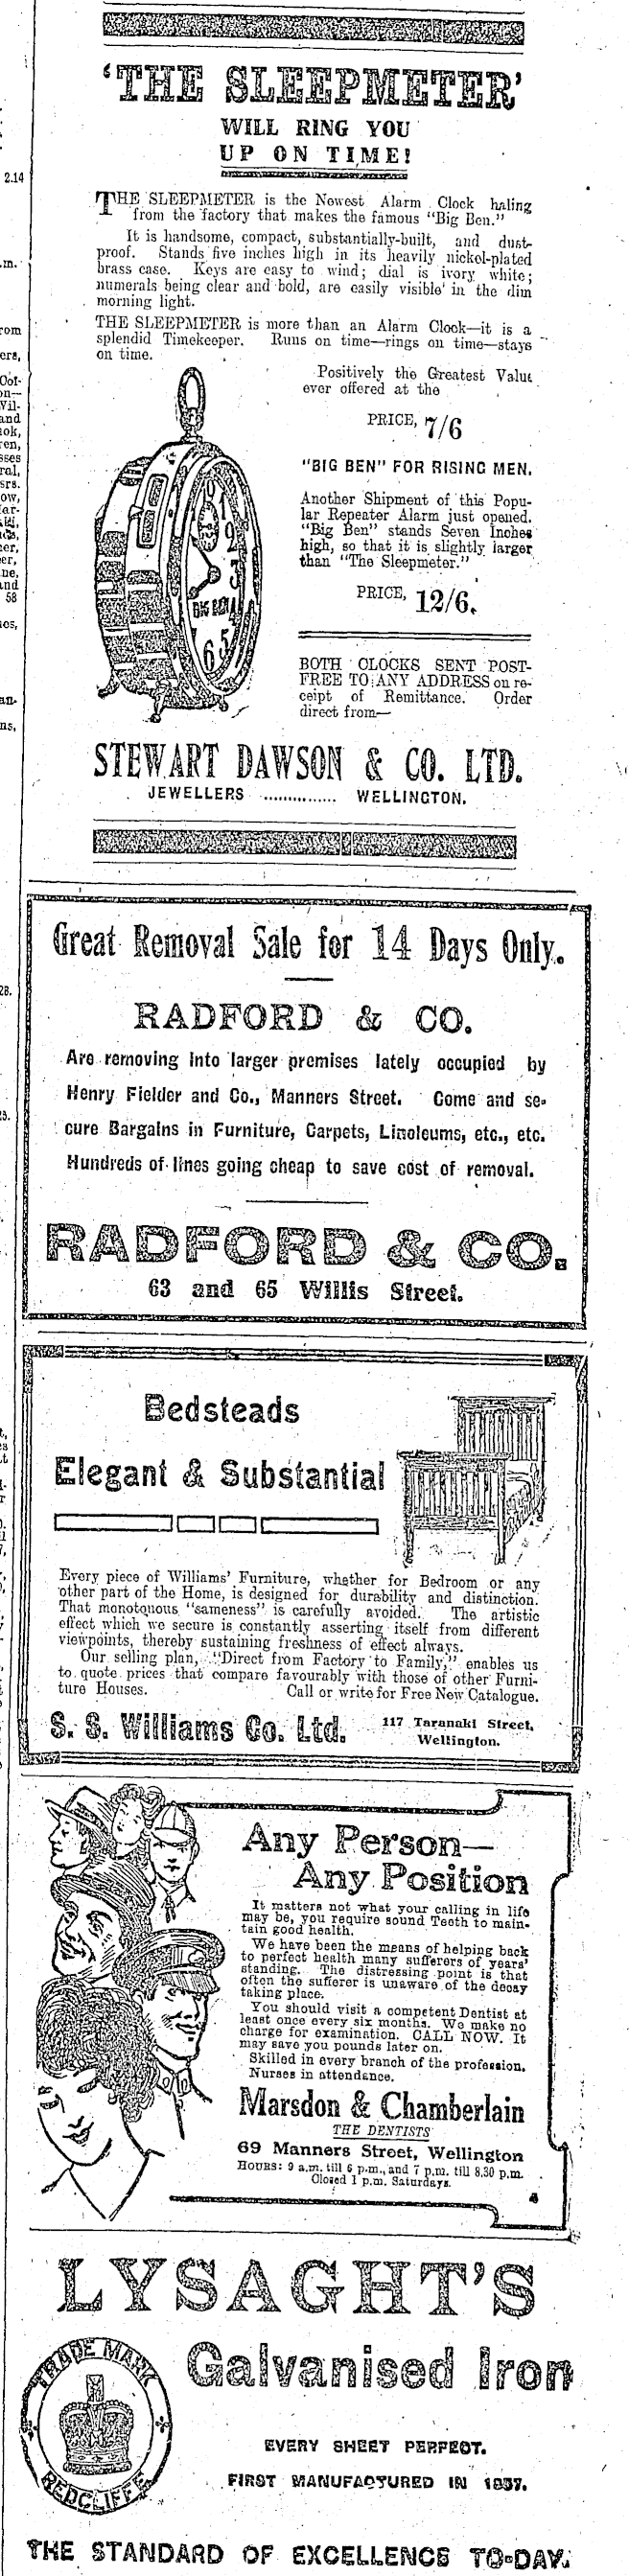 'THE SLEEPMETER'
WILL RING YOU
UP ON TIME!
THE SLEEPMETER is the Newest Alarm Clock haling
from the factory that makes the famous "Big Ben."
It is handsome, compact, substantially-built, and dust-
proof. Stands five inches high in its heavily nickel-plated
brass case. Keys are easy to wind; dial is ivory white;
numerals being clear and bold, are easily visible in the dim
morning light.
THE SLEEPMETER is more than an Alarm Clock—it is a
splendid Timekeeper. Runs on time—rings on time—stays
on time.
Positively the Greatest Value
ever offered at the
PRICE, 7/6
"BIG BEN" FOR RISING MEN.
Another Shipment of this Popu-
lar Repeater Alarm just opened.
"Big Ben" stands Seven Inches
high, so that it is slightly larger
than "The Sleepmeter."
PRICE, 12/6.
BIG BEN
BOTH CLOCKS SENT POST-
FREE TO ANY ADDRESS on re-
ceipt of Remittance. Order
direct from—
STEWART DAWSON & CO. LTD.
JEWELLERS ............... WELLINGTON.
Great Removal Sale for 14 Days Only.
RADFORD & CO.
Are removing into larger premises lately occupied by
Henry Fielder and Co., Manners Street. Come and se-
cure Bargains in Furniture, Carpets, Linoleums, etc., etc.
Hundreds of lines going cheap to save cost of removal.
RADFORD & CO.
63 and 65 Willis Street.
Bedsteads
Elegant & Substantial
Every piece of Williams' Furniture, whether for Bedroom or any
other part of the Home, is designed for durability and distinction.
That monotonous "sameness" is carefully avoided. The artistic
effect which we secure is constantly asserting itself from different
viewpoints, thereby sustaining freshness of effect always.
Our selling plan, "Direct from Factory to Family," enables us
to quote prices that compare favourably with those of other Furni-
ture Houses. Call or write for Free New Catalogue.
S. S. Williams Co. Ltd. 117 Taranaki Street,
Wellington.
Any Person—
Any Position
It matters not what your calling in life
may be, you require sound Teeth to main-
tain good health.
We have been the means of helping back
to perfect health many sufferers of years'
standing. The distressing point is that
often the sufferer is unaware of the decay
taking place.
You should visit a competent Dentist at
least once every six months. We make no
charge for examination. CALL NOW. It
may save you pounds later on.
Skilled in every branch of the profession.
Nurses in attendance.
Marsdon & Chamberlain
THE DENTISTS
69 Manners Street, Wellington
HOURS: 9 a.m. till 6 p.m., and 7 p.m. till 8.30 p.m.
Closed 1 p.m. Saturdays.
4
LYSAGHT'S
Galvanised Iron
TRADE MARK
REDCLIFFE
EVERY SHEET PERFECT.
FIRST MANUFACTURED IN 1857.
THE STANDARD OF EXCELLENCE TO-DAY.